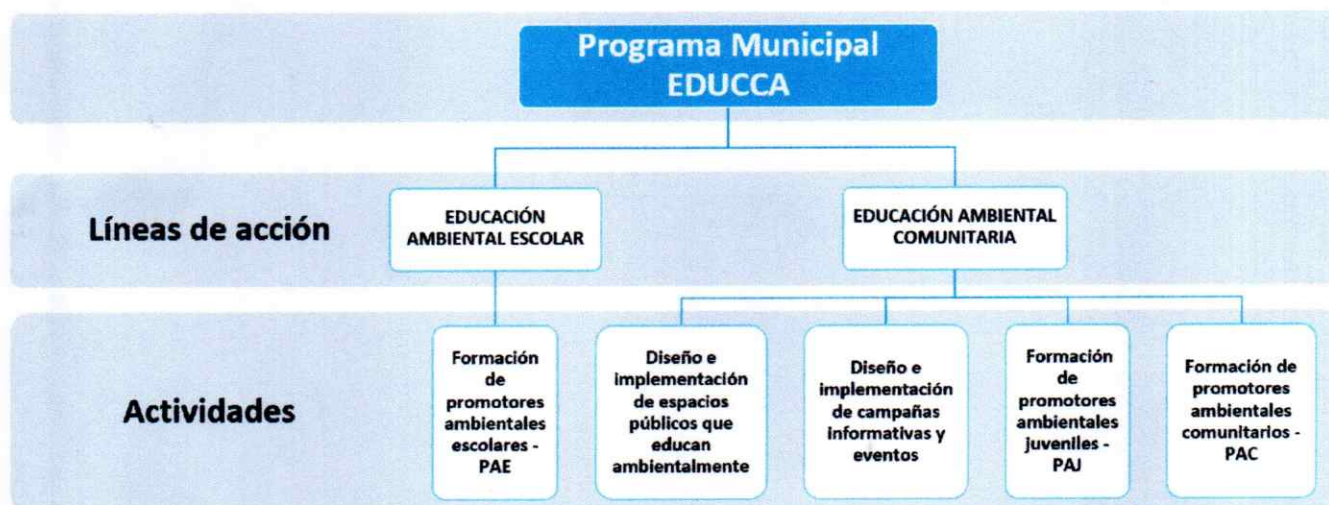 Programa Municipal
EDUCCA
Líneas de acción
EDUCACIÓN
AMBIENTAL ESCOLAR
EDUCACIÓN AMBIENTAL
COMUNITARIA
Actividades
Formación
de
promotores
ambientales
escolares -
PAE
Diseño e
implementación
de espacios
públicos que
educan
ambientalmente
Diseño e
implementación
de campañas
informativas y
eventos
Formación
de
promotores
ambientales
juveniles -
PAJ
Formación de
promotores
ambientales
comunitarios -
PAC